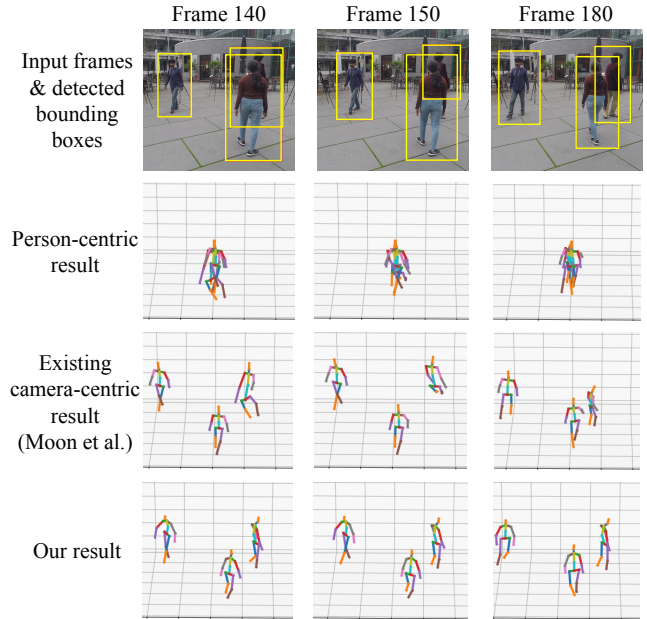 Frame 140 Frame 150 Frame 180
Input frames
& detected
bounding
boxes
Person-centric
result
Existing
camera-centric
result
(Moon et al.)
Our result